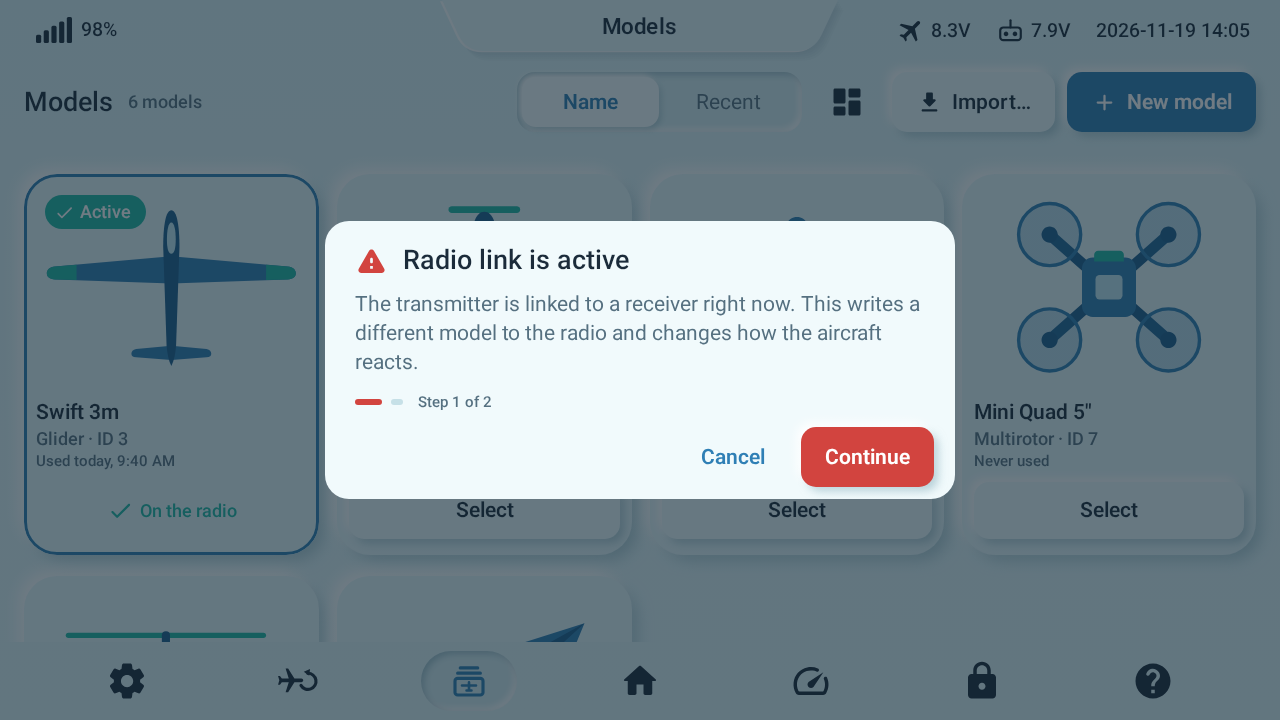 98%
Models
8.3V
7.9V
2026-11-19 14:05
Models
6 models
Name
Recent
Import...
New model
Active
Radio link is active
The transmitter is linked to a receiver right now. This writes a
different model to the radio and changes how the aircraft
reacts.
Step 1 of 2
Cancel
Continue
Swift 3m
Glider · ID 3
Used today, 9:40 AM
On the radio
Select
Select
Mini Quad 5"
Multirotor · ID 7
Never used
Select